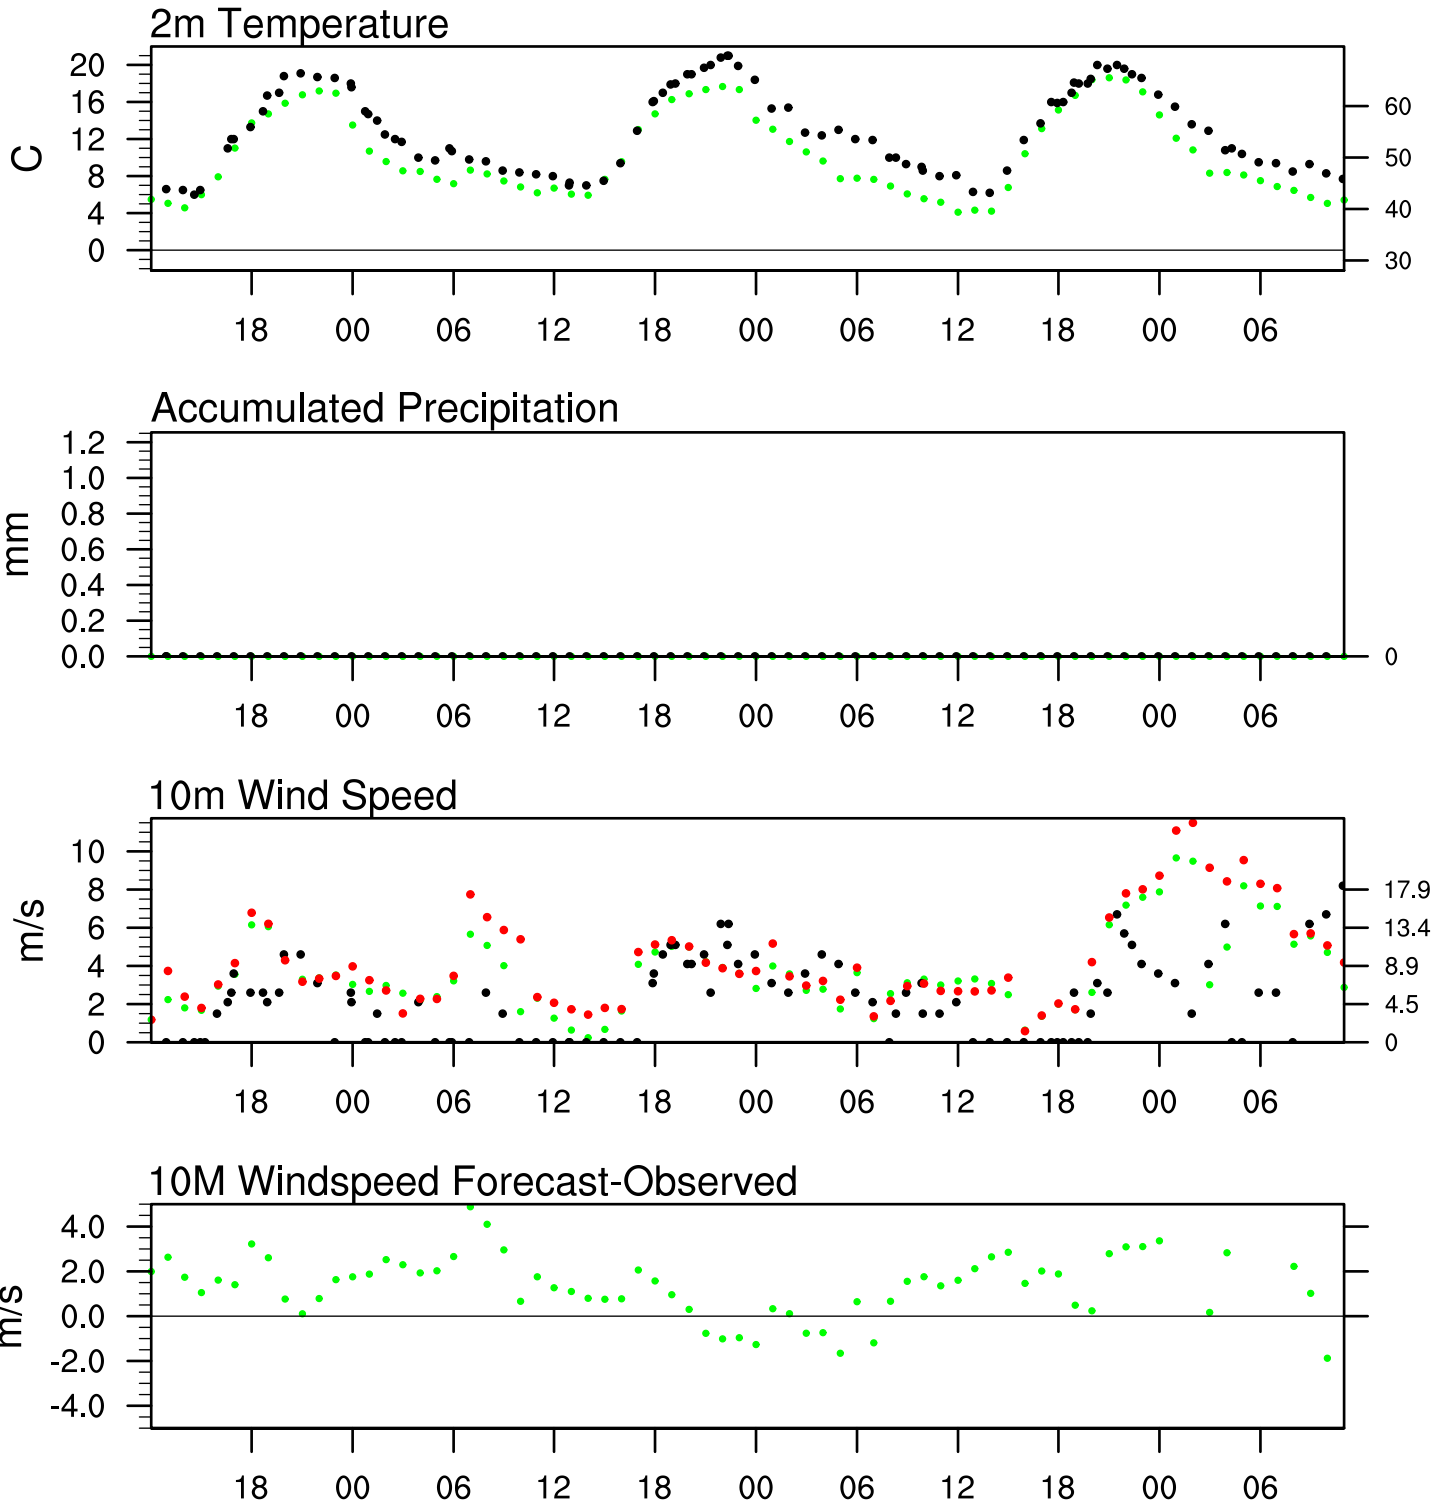 2m Temperature
20
16
12
8
4
0
C
60
50
40
30
18 00 06 12 18 00 06 12 18 00 06
Accumulated Precipitation
1.2
1.0
0.8
0.6
0.4
0.2
0.0
mm
0
18 00 06 12 18 00 06 12 18 00 06
10m Wind Speed
10
8
6
4
2
0
m/s
17.9
13.4
8.9
4.5
0
18 00 06 12 18 00 06 12 18 00 06
10M Windspeed Forecast-Observed
4.0
2.0
0.0
-2.0
-4.0
m/s
18 00 06 12 18 00 06 12 18 00 06